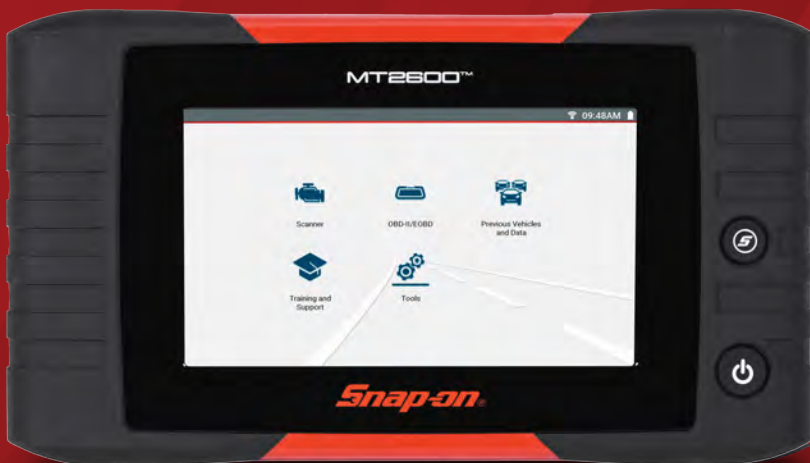 MT2600™
09:48AM
Scanner
OBD-II/EOBD
Previous Vehicles
and Data
Training and
Support
Tools
Snap-on®